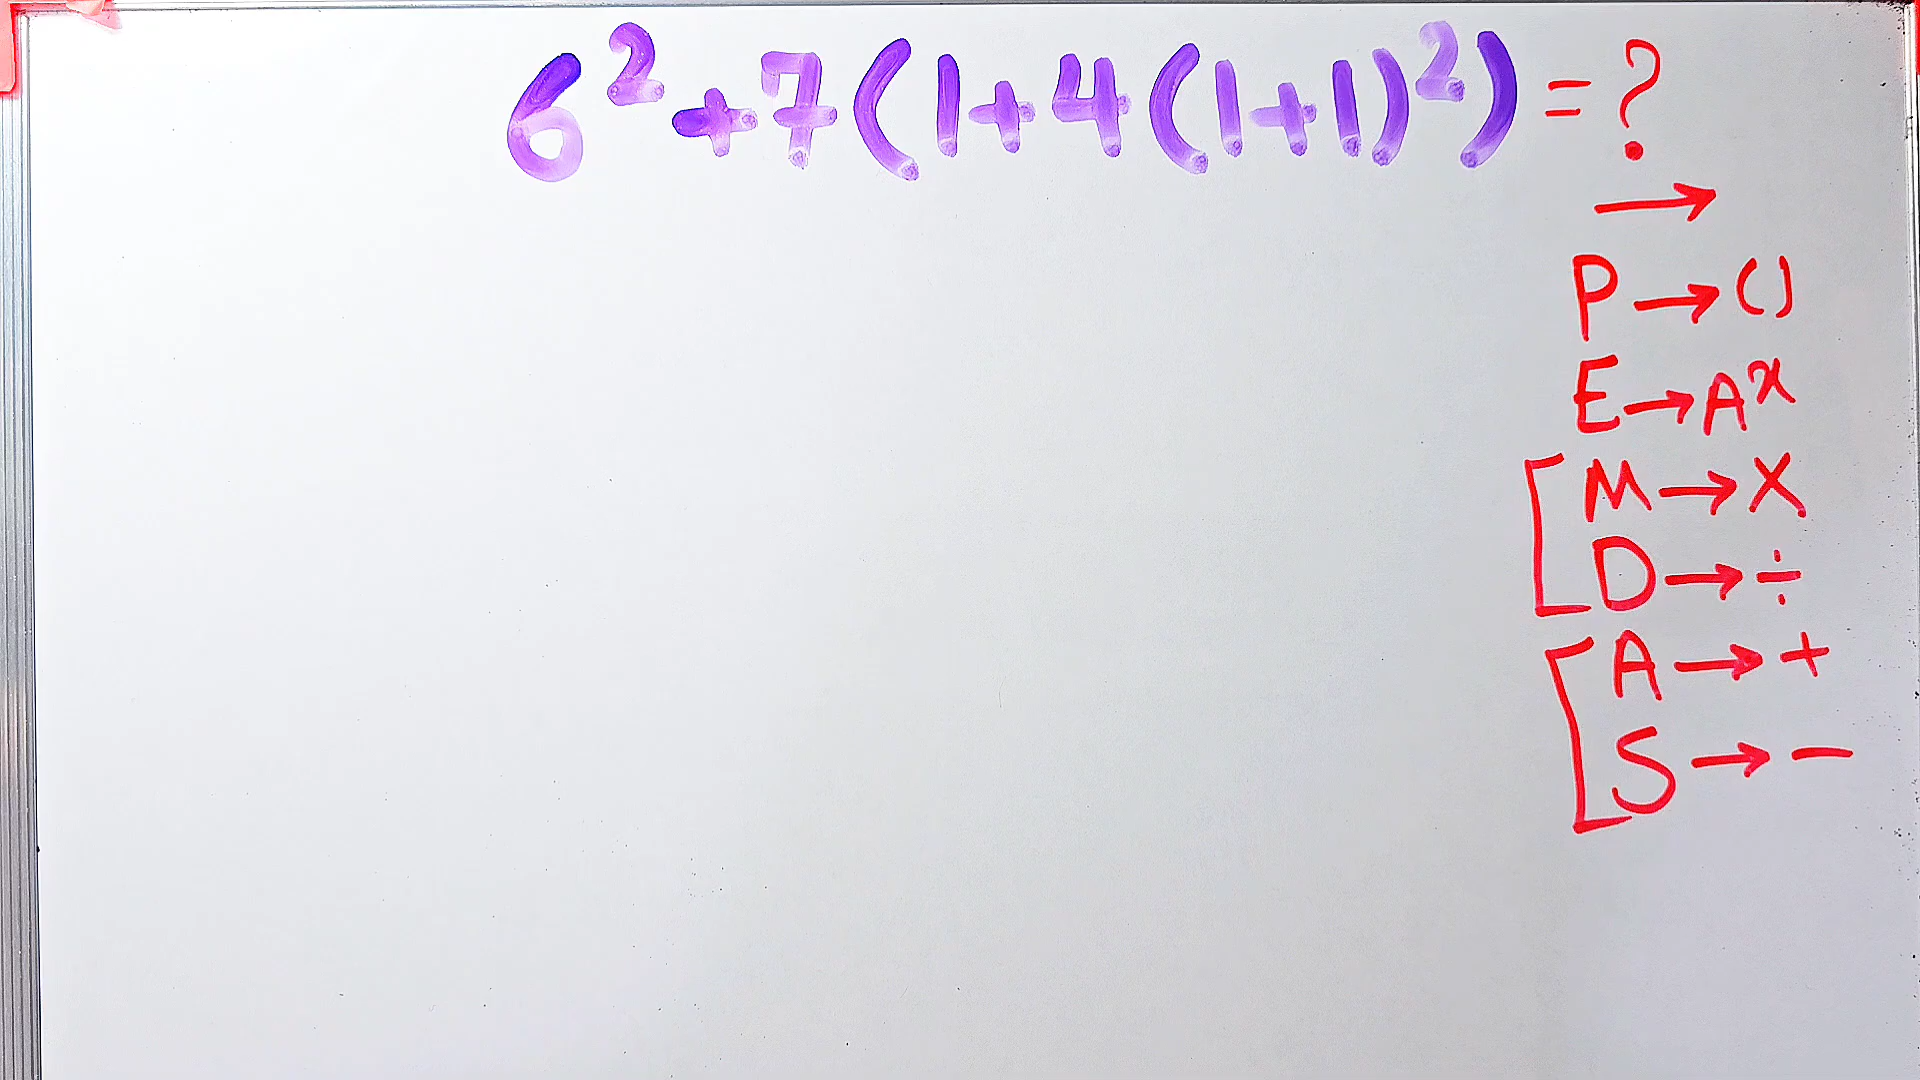 6²+7(1+4(1+1)²) = ?
→
P → ()
E → Aˣ
M → X
D → ÷
A → +
S → −